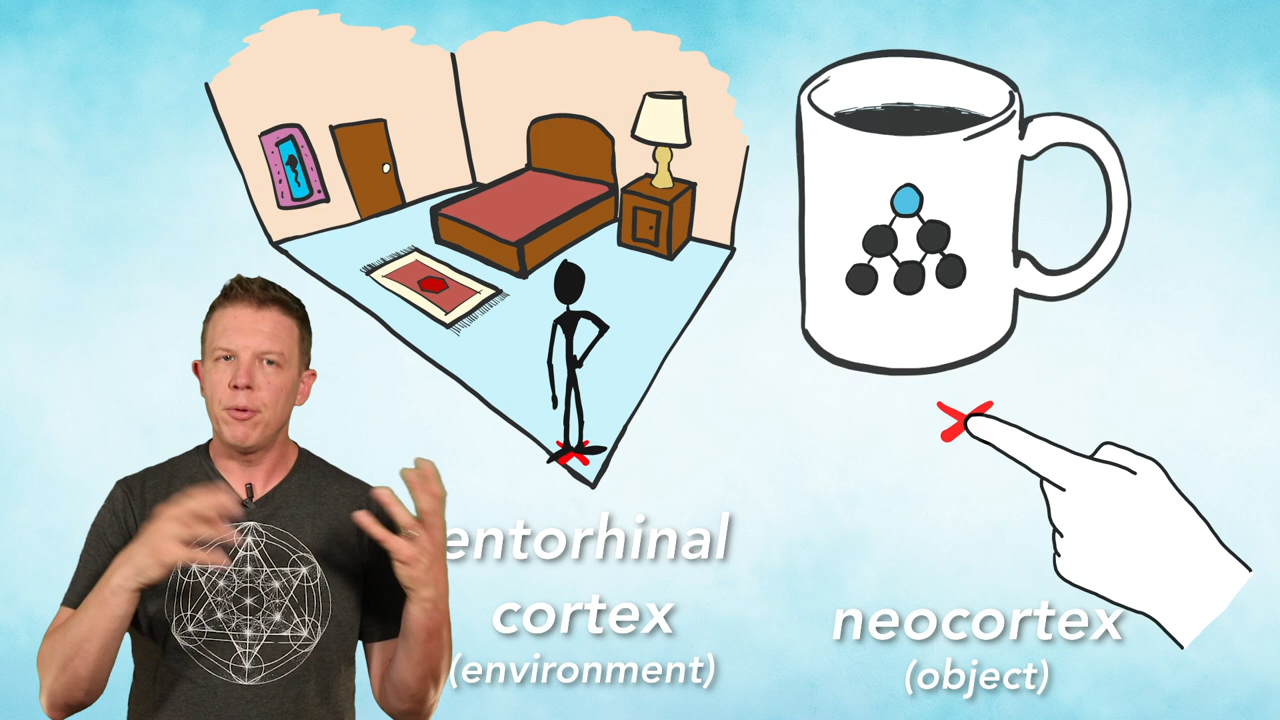 entorhinal
cortex
(environment)
neocortex
(object)